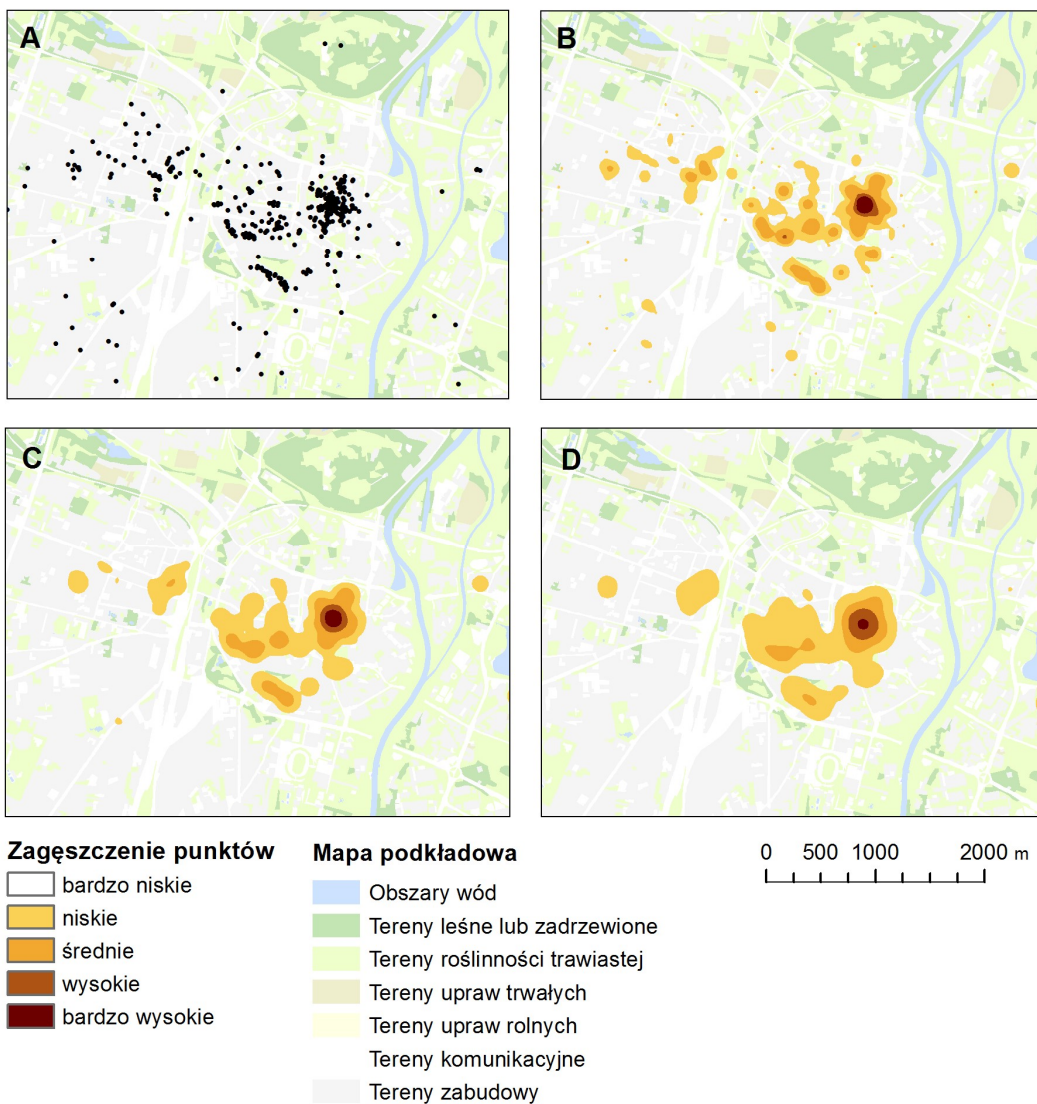 A
B
C
D
Zagęszczenie punktów
bardzo niskie
niskie
średnie
wysokie
bardzo wysokie
Mapa podkładowa
Obszary wód
Tereny leśne lub zadrzewione
Tereny roślinności trawiastej
Tereny upraw trwałych
Tereny upraw rolnych
Tereny komunikacyjne
Tereny zabudowy
0 500 1000 2000 m